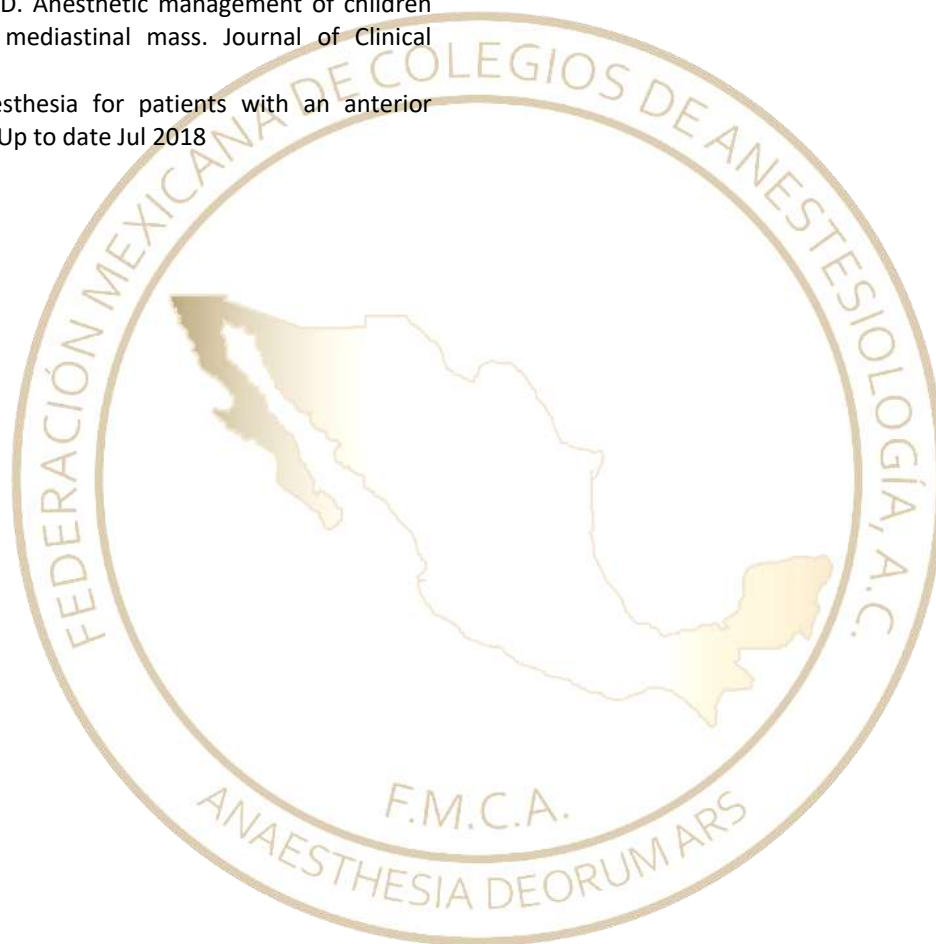 D. Anesthetic management of children
mediastinal mass. Journal of Clinical
esthesia for patients with an anterior
Up to date Jul 2018
FEDERACIÓN MEXICANA DE COLEGIOS DE ANESTESIOLOGÍA, A.C.
F.M.C.A.
ANAESTHESIA DEORUM ARS